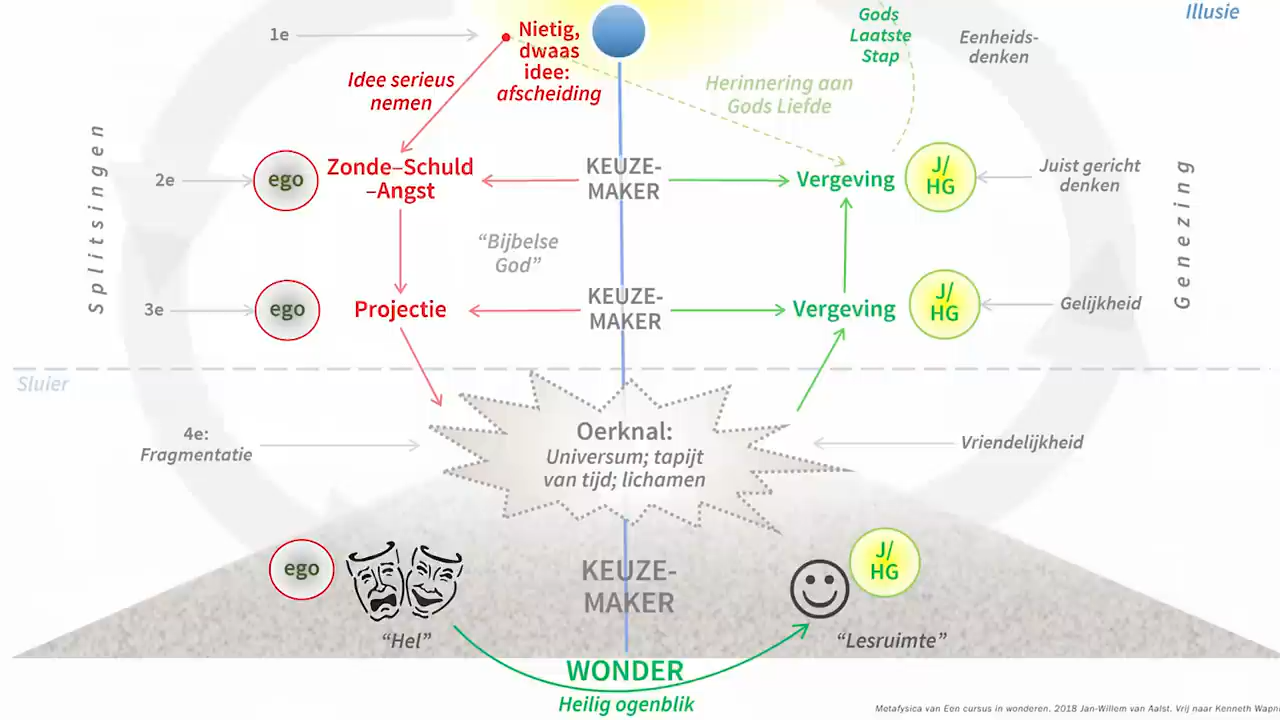 Illusie
1e
Nietig,
dwaas
idee:
afscheiding
Gods
Laatste
Stap
Eenheids-
denken
Idee serieus
nemen
Herinnering aan
Gods Liefde
Splitsingen
2e
ego
Zonde–Schuld
–Angst
KEUZE-
MAKER
Vergeving
J/
HG
Juist gericht
denken
Genezing
“Bijbelse
God”
3e
ego
Projectie
KEUZE-
MAKER
Vergeving
J/
HG
Gelijkheid
Sluier
4e:
Fragmentatie
Oerknal:
Universum; tapijt
van tijd; lichamen
Vriendelijkheid
ego
KEUZE-
MAKER
J/
HG
“Hel”
“Lesruimte”
WONDER
Heilig ogenblik
Metafysica van Een cursus in wonderen. 2018 Jan-Willem van Aalst. Vrij naar Kenneth Wapn